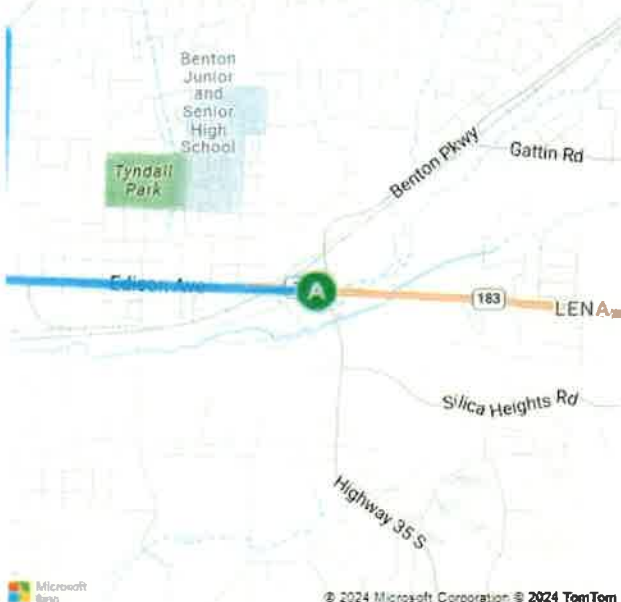 Benton
Junior
and
Senior
High
School
Tyndall
Park
Benton Pkwy
Gattin Rd
Edison Ave
A
183
LENA
Silica Heights Rd
Highway 35 S
Microsoft
Bing
© 2024 Microsoft Corporation © 2024 TomTom